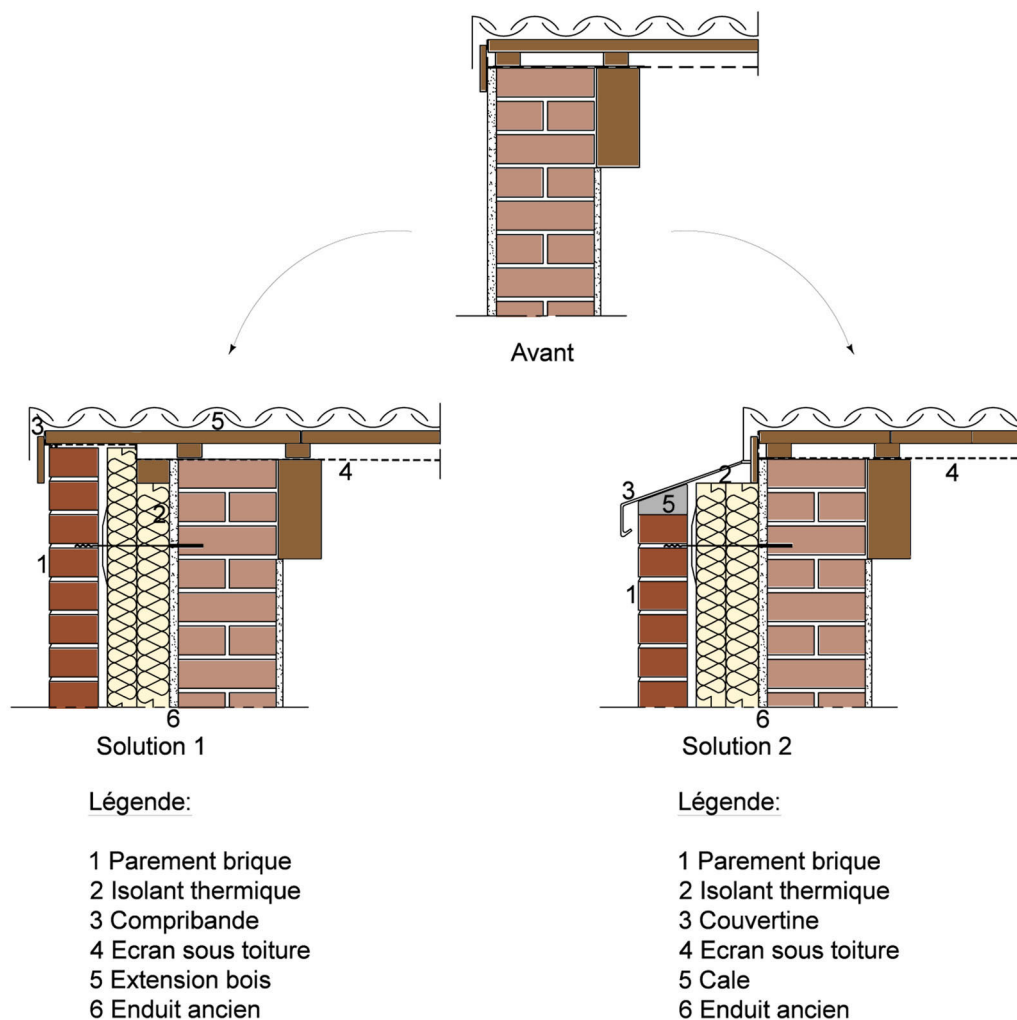 Avant
3
5
4
2
1
6
Solution 1
Légende:
1 Parement brique
2 Isolant thermique
3 Compribande
4 Ecran sous toiture
5 Extension bois
6 Enduit ancien
2
4
3
5
1
6
Solution 2
Légende:
1 Parement brique
2 Isolant thermique
3 Couvertine
4 Ecran sous toiture
5 Cale
6 Enduit ancien